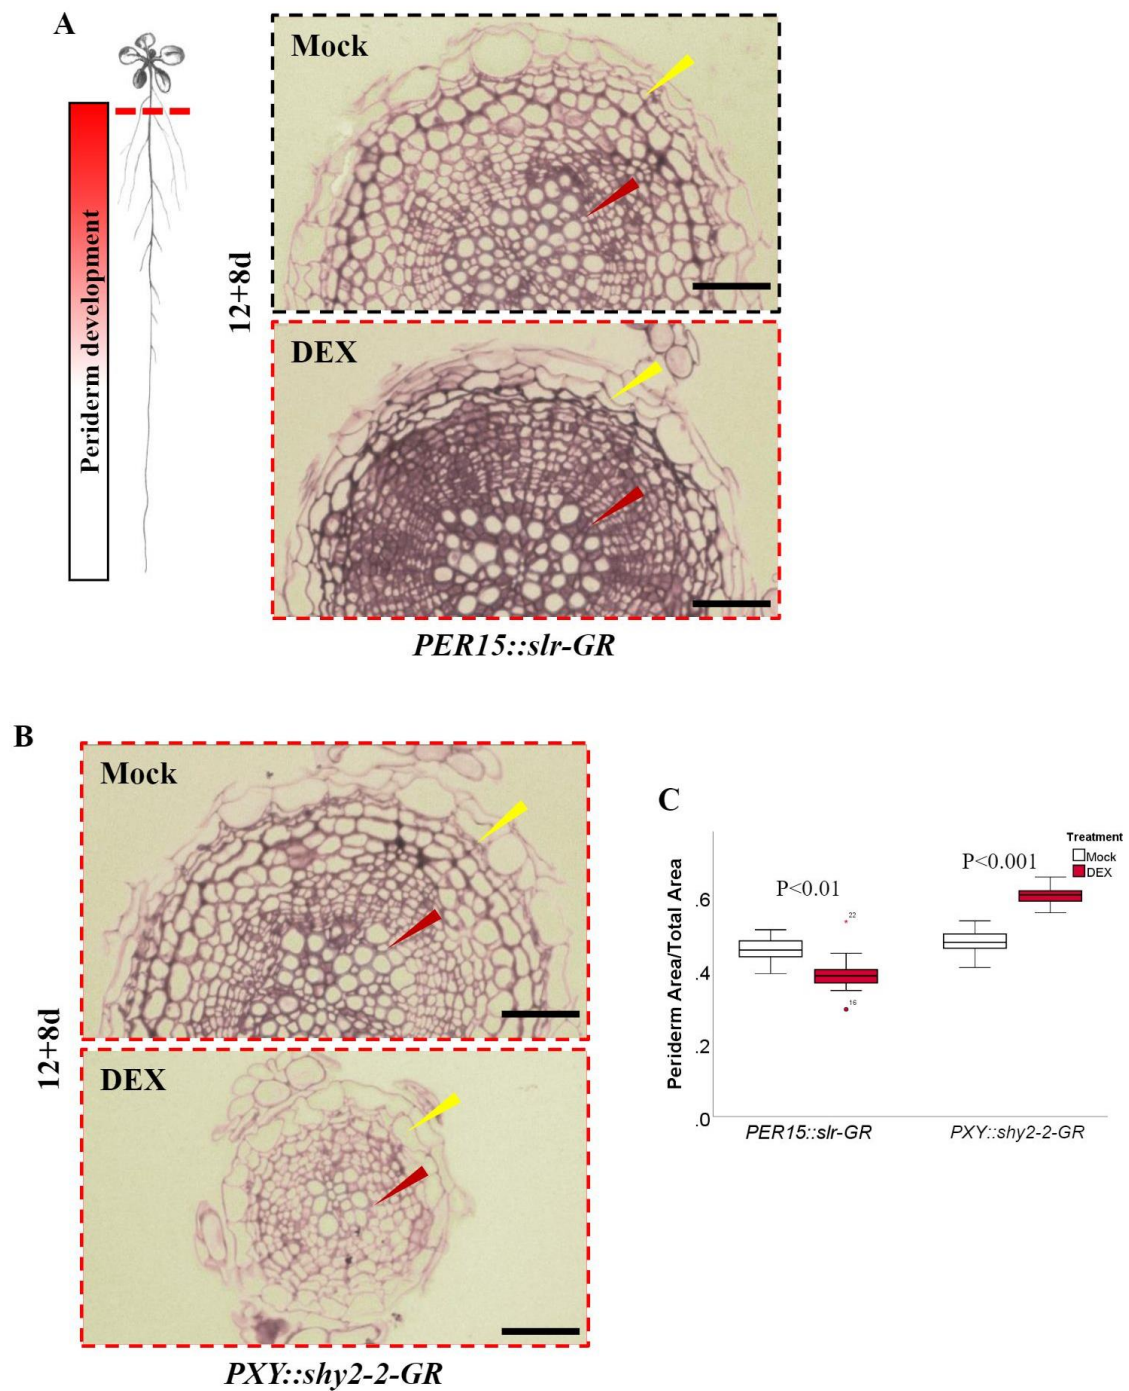 A
Periderm development
12+8d
Mock
DEX
PER15::slr-GR
B
12+8d
Mock
DEX
PXY::shy2-2-GR
C
Periderm Area/Total Area
.6
.4
.2
.0
P<0.01
P<0.001
Treatment
Mock
DEX
22
16
PER15::slr-GR
PXY::shy2-2-GR